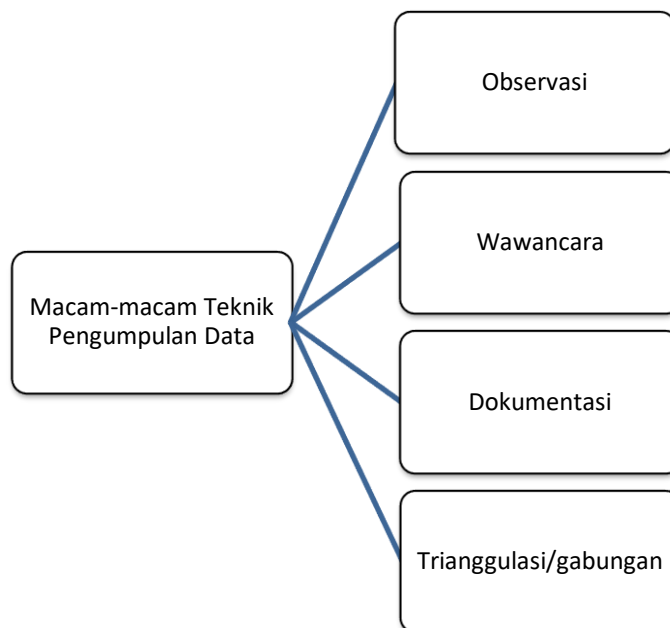 Observasi
Wawancara
Macam-macam Teknik
Pengumpulan Data
Dokumentasi
Trianggulasi/gabungan